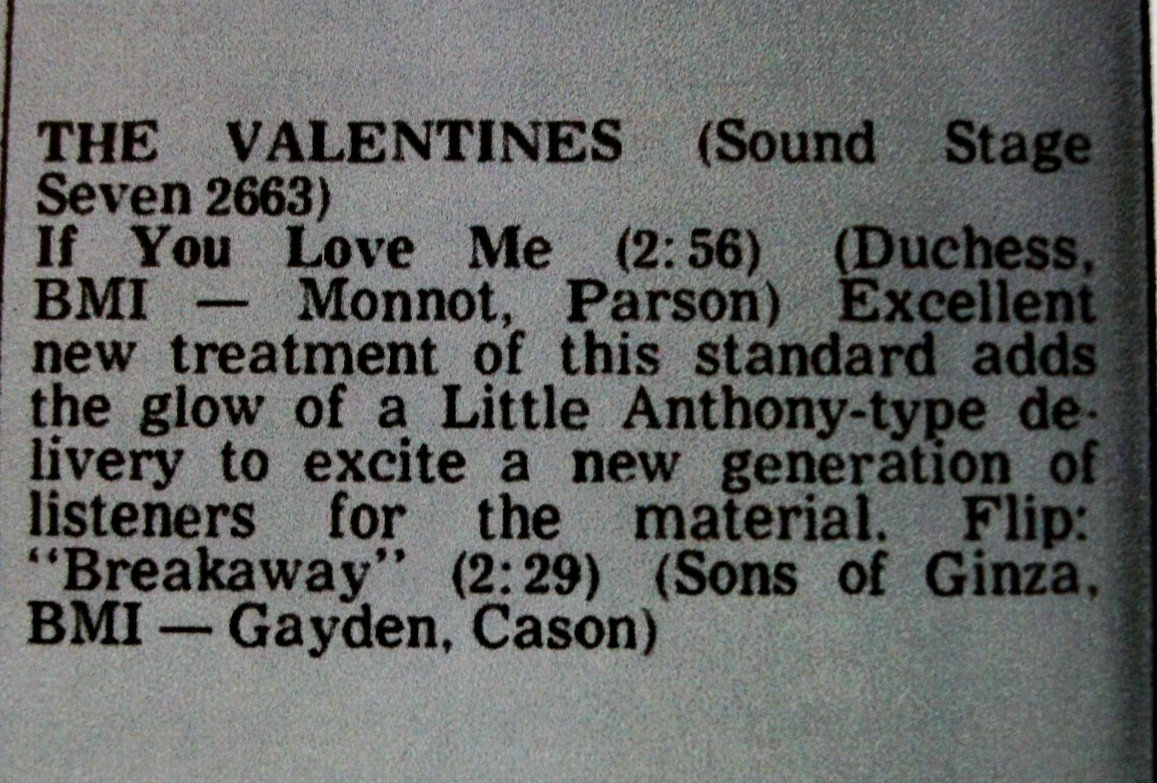 THE VALENTINES (Sound Stage
Seven 2663)
If You Love Me (2:56) (Duchess,
BMI — Monnot, Parson) Excellent
new treatment of this standard adds
the glow of a Little Anthony-type de-
livery to excite a new generation of
listeners for the material. Flip:
“Breakaway” (2:29) (Sons of Ginza,
BMI — Gayden, Cason)